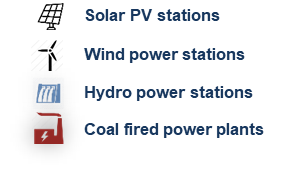 Solar PV stations
Wind power stations
Hydro power stations
Coal fired power plants